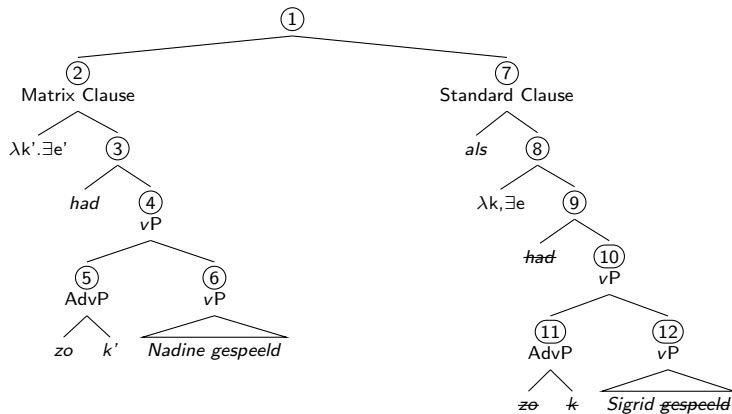 1
2 7
Matrix Clause Standard Clause
λk'.∃e' 3 als 8
had 4 λk,∃e 9
vP
had 10
vP
5 6
AdvP vP
11 12
AdvP vP
zo k' Nadine gespeeld
zo k Sigrid gespeeld